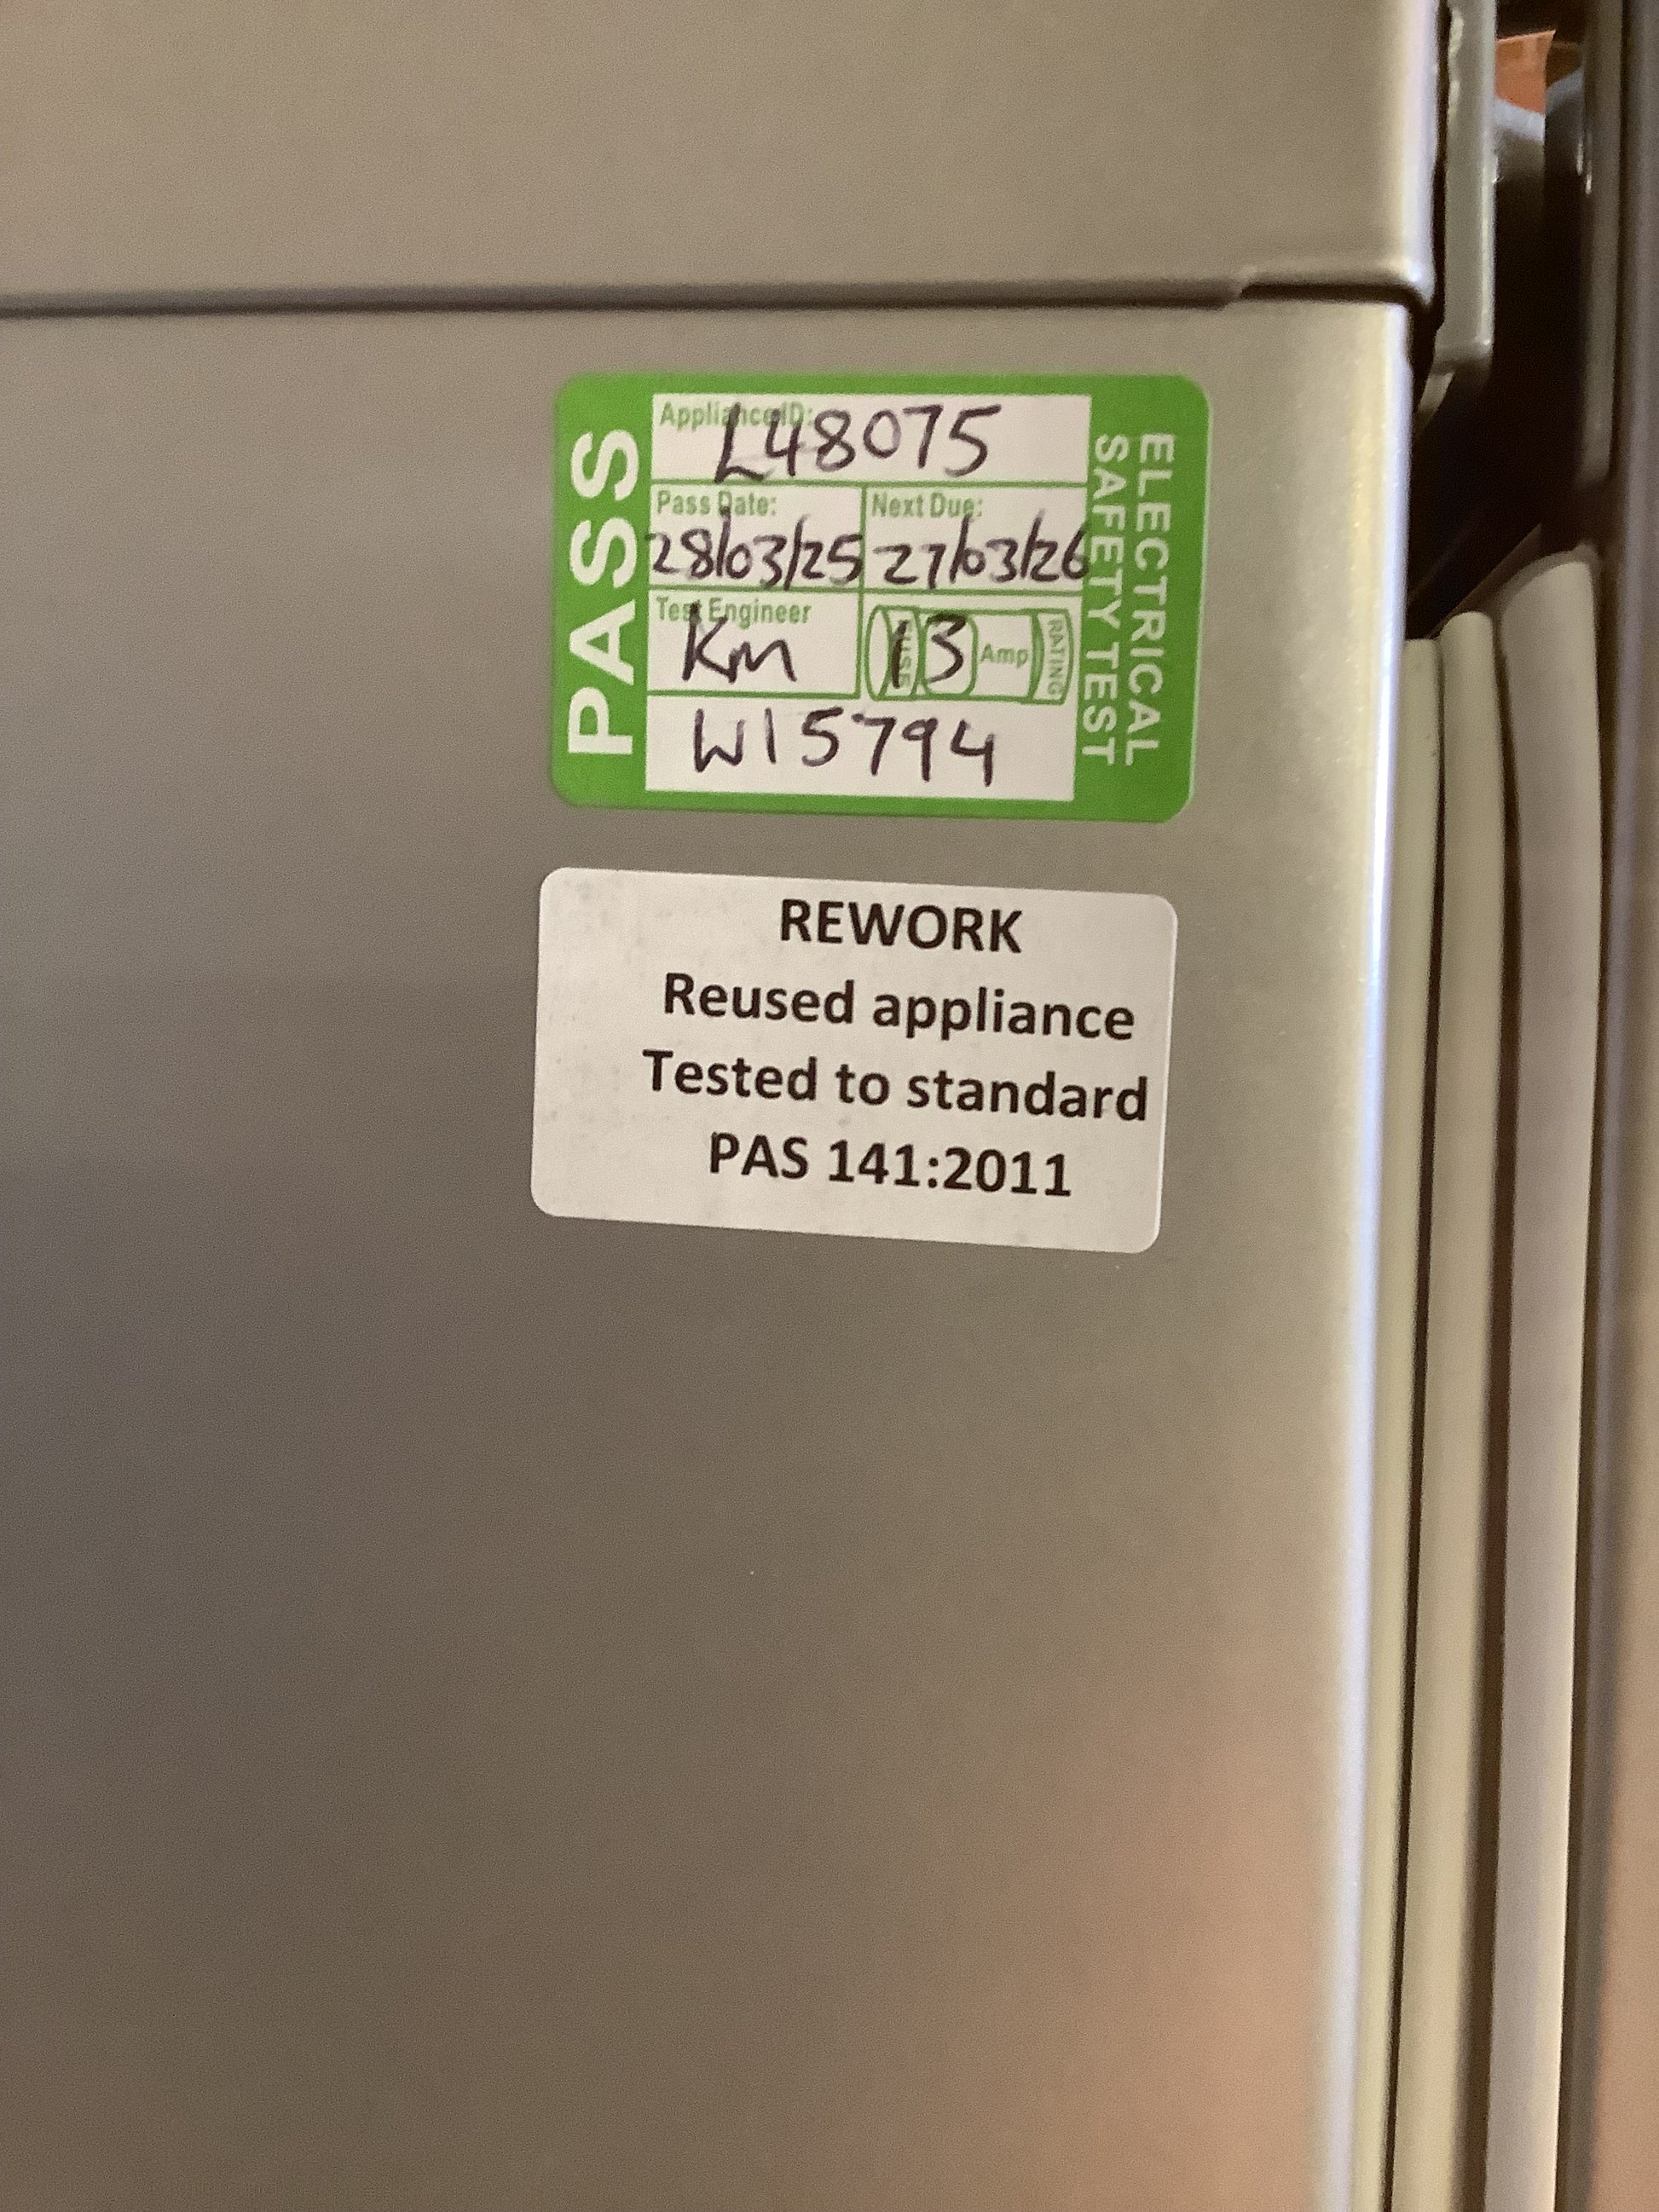 PASS
Appliance ID:
L48075
Pass Date:
Next Due:
28/03/25
27/03/26
Test Engineer
Km
FUSE
13
Amp
RATING
W15794
ELECTRICAL
SAFETY TEST
REWORK
Reused appliance
Tested to standard
PAS 141:2011